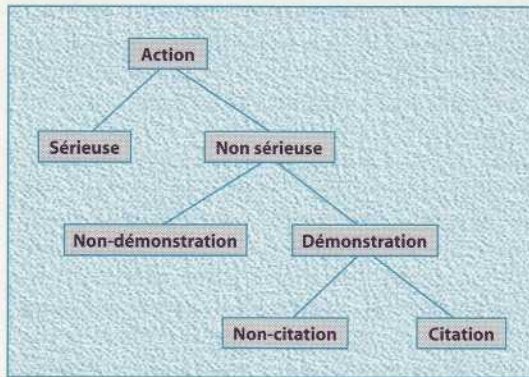 Action
Sérieuse Non sérieuse
Non-démonstration Démonstration
Non-citation Citation